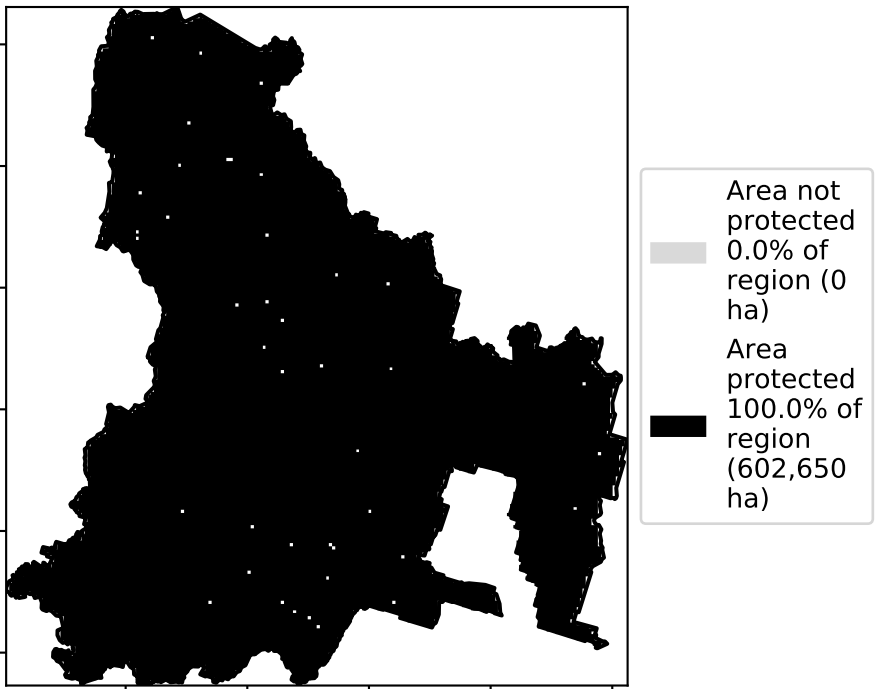 Area not
protected
0.0% of
region (0
ha)
Area
protected
100.0% of
region
(602,650
ha)